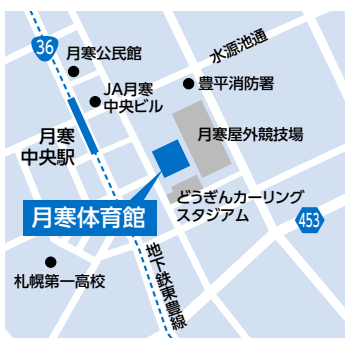 36
月寒公民館
水源池通
JA月寒
中央ビル
豊平消防署
月寒
中央駅
月寒屋外競技場
どうぎんカーリング
スタジアム
月寒体育館
453
地下鉄東豊線
札幌第一高校